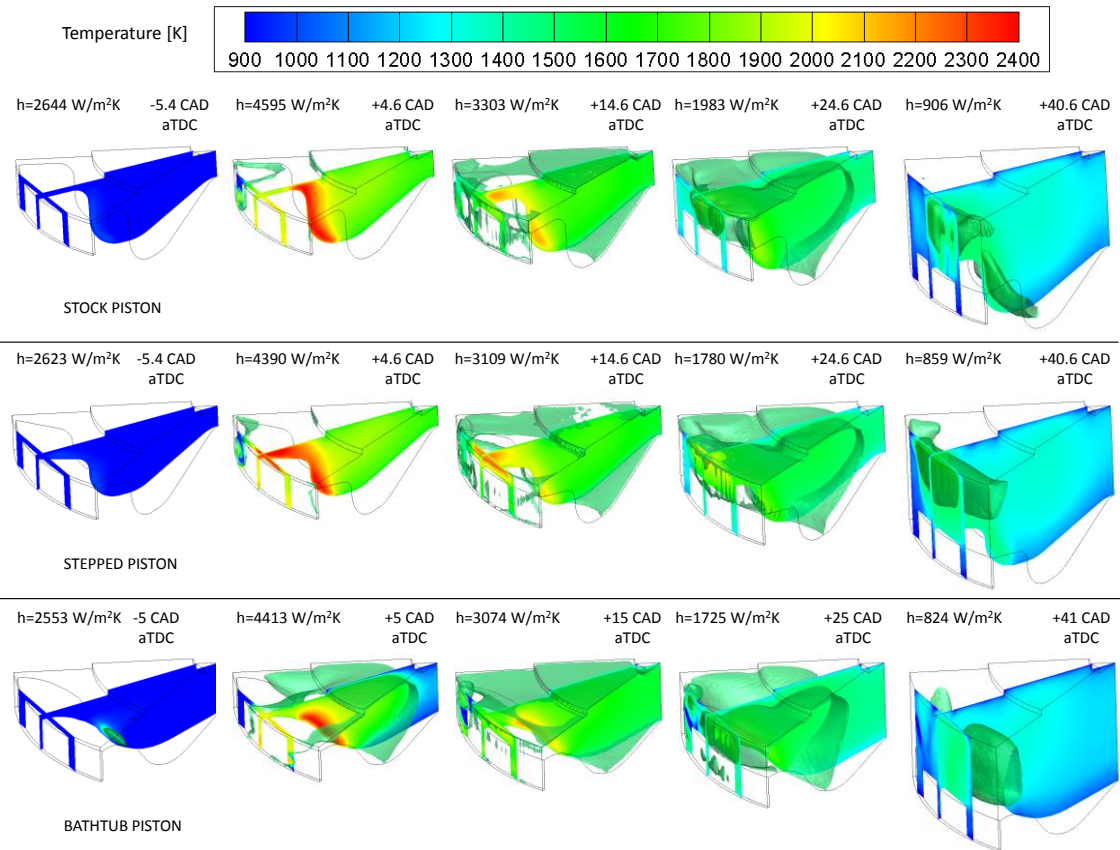 Temperature [K]
900 1000 1100 1200 1300 1400 1500 1600 1700 1800 1900 2000 2100 2200 2300 2400
h=2644 W/m²K -5.4 CAD h=4595 W/m²K +4.6 CAD h=3303 W/m²K +14.6 CAD h=1983 W/m²K +24.6 CAD h=906 W/m²K +40.6 CAD
aTDC aTDC aTDC aTDC aTDC
STOCK PISTON
h=2623 W/m²K -5.4 CAD h=4390 W/m²K +4.6 CAD h=3109 W/m²K +14.6 CAD h=1780 W/m²K +24.6 CAD h=859 W/m²K +40.6 CAD
aTDC aTDC aTDC aTDC aTDC
STEPPED PISTON
h=2553 W/m²K -5 CAD h=4413 W/m²K +5 CAD h=3074 W/m²K +15 CAD h=1725 W/m²K +25 CAD h=824 W/m²K +41 CAD
aTDC aTDC aTDC aTDC aTDC
BATHTUB PISTON